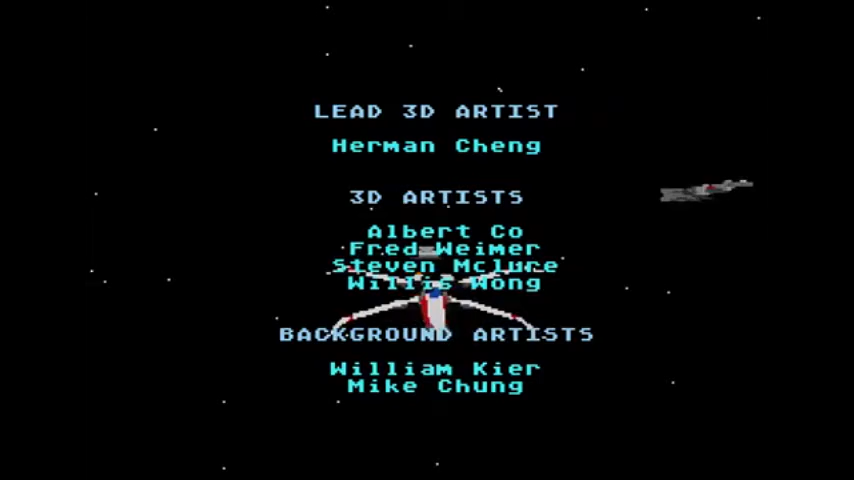 LEAD 3D ARTIST
Herman Cheng
3D ARTISTS
Albert Co
Fred Weimer
Steven Mclure
Willis Wong
BACKGROUND ARTISTS
William Kier
Mike Chung